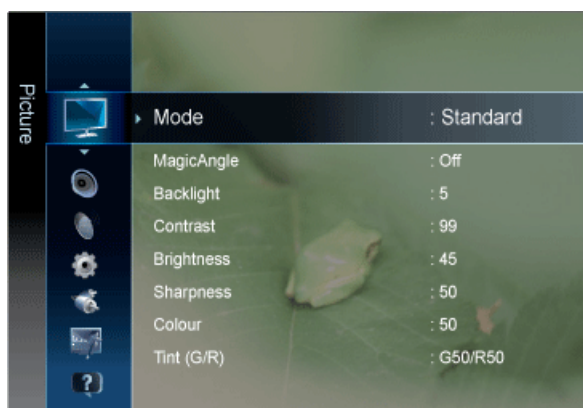 Picture
Mode : Standard
MagicAngle : Off
Backlight : 5
Contrast : 99
Brightness : 45
Sharpness : 50
Colour : 50
Tint (G/R) : G50/R50
?